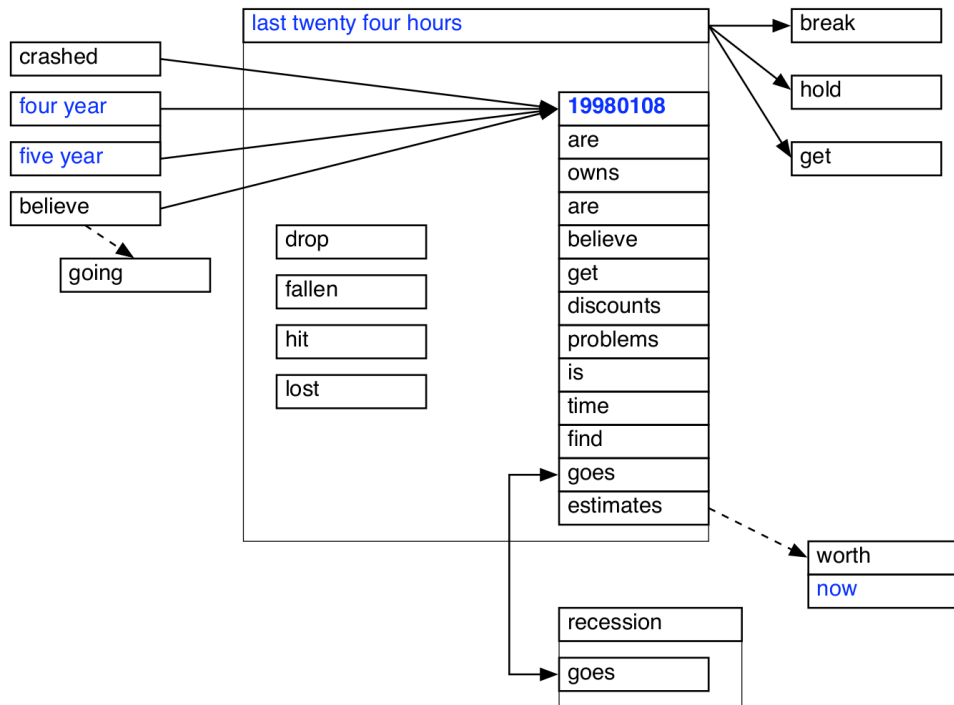 last twenty four hours
break
crashed
hold
four year
19980108
are
five year
get
owns
believe
are
drop
believe
going
get
fallen
discounts
hit
problems
is
lost
time
find
goes
estimates
worth
now
recession
goes